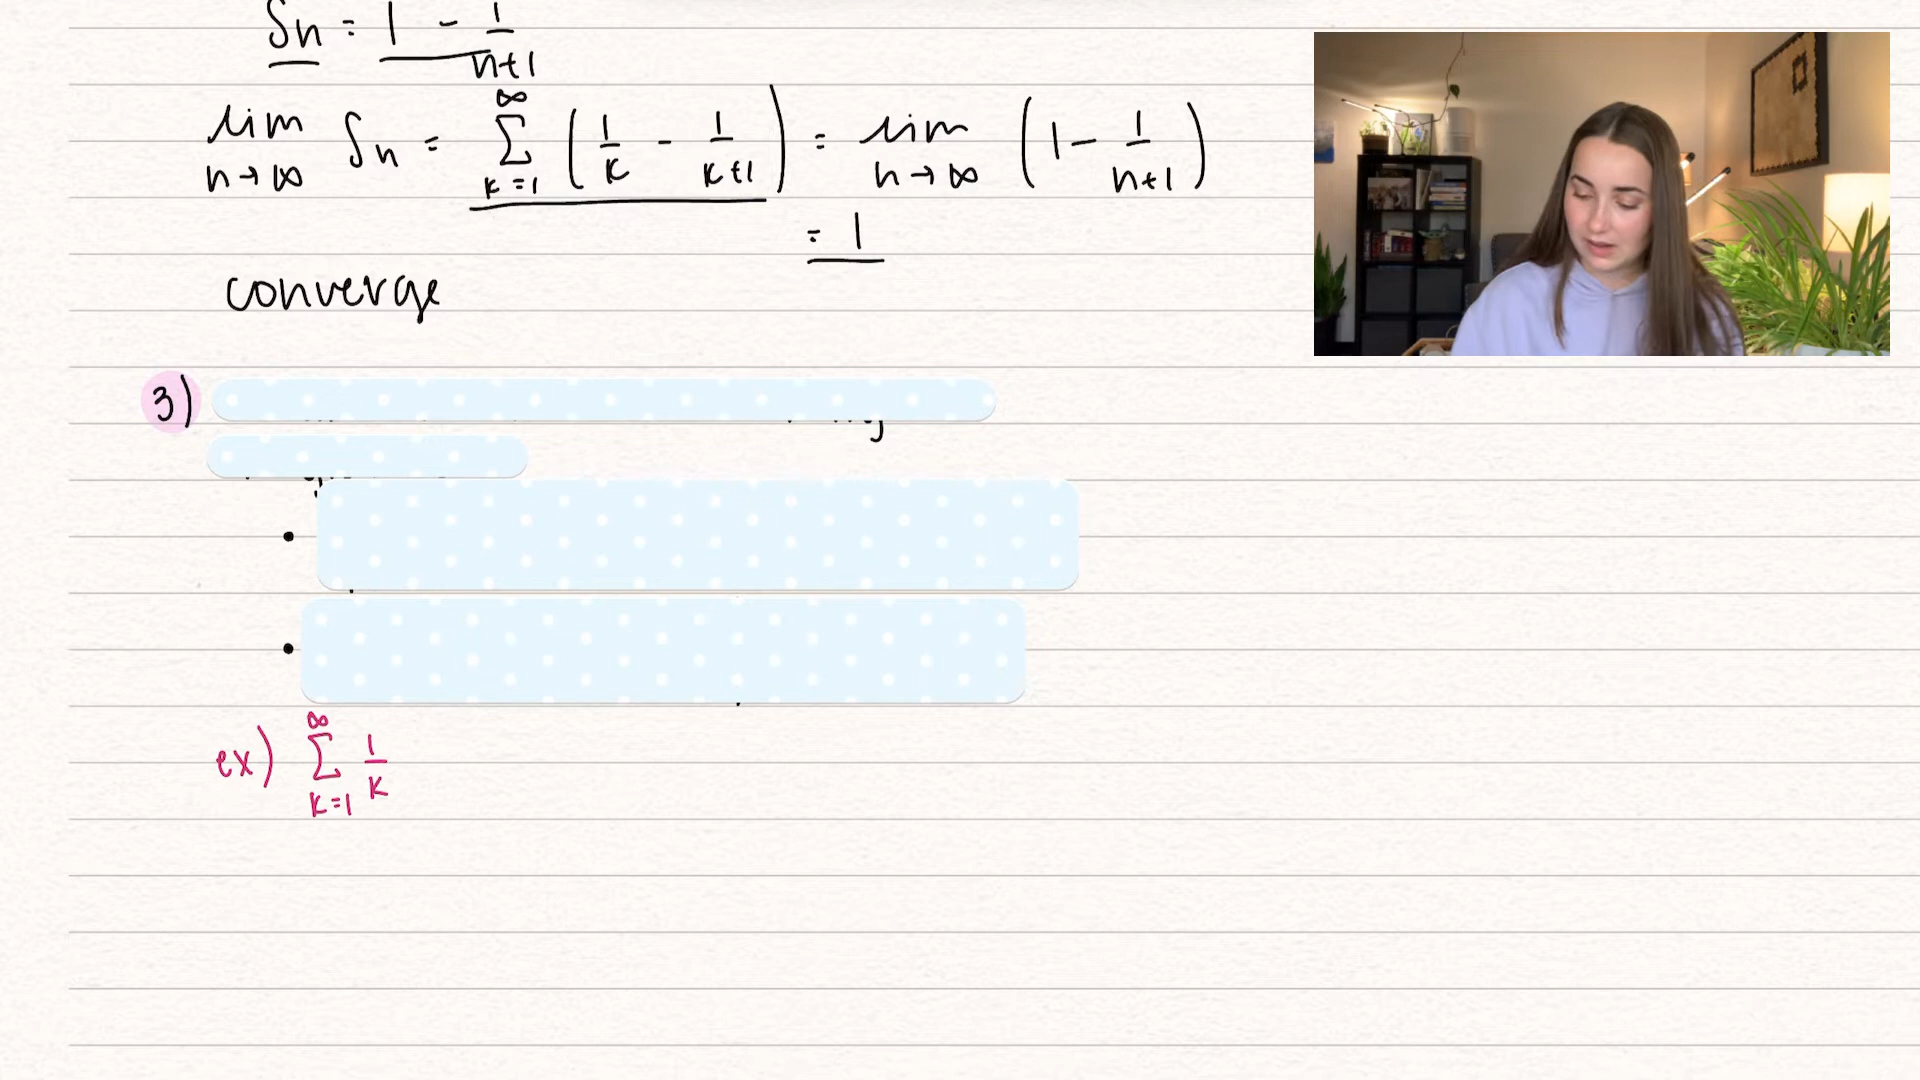 Sn = 1 - 1/n+1
lim n→∞ Sn = ∞ Σ k=1 (1/k - 1/k+1) = lim n→∞ (1 - 1/n+1)
= 1
converge
3)
ex) ∞ Σ k=1 1/k